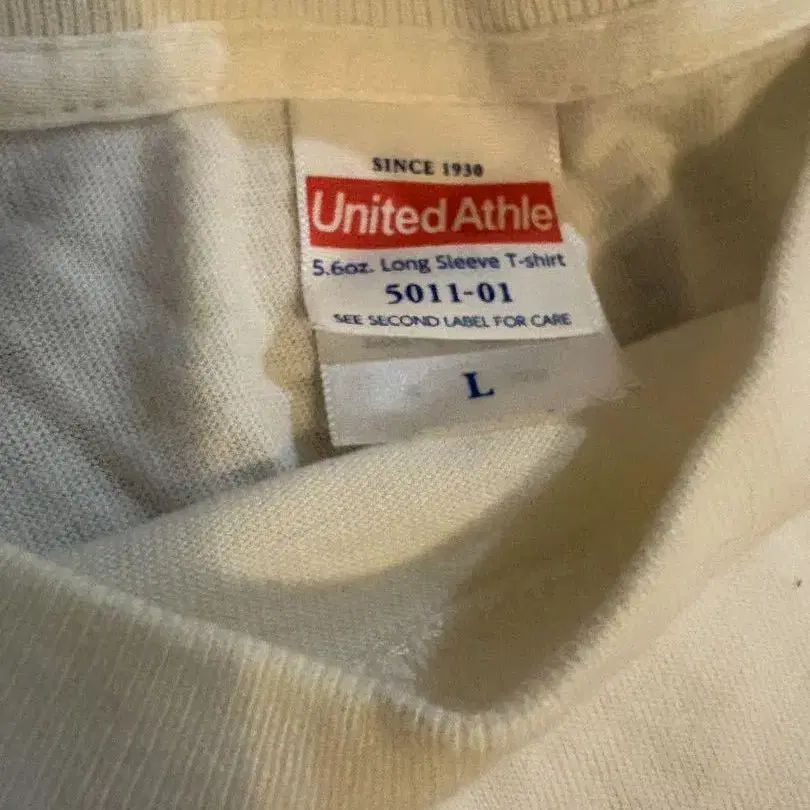 SINCE 1930
United Athle
5.6oz. Long Sleeve T-shirt
5011-01
SEE SECOND LABEL FOR CARE
L